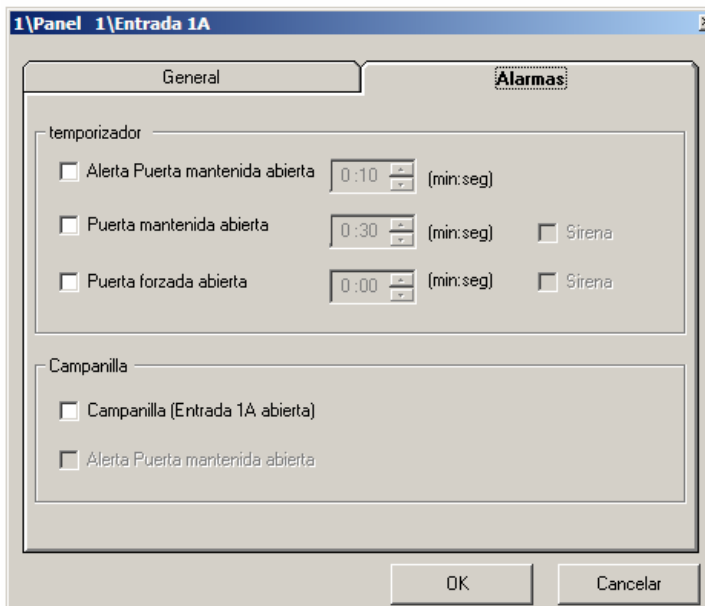 1\Panel 1\Entrada 1A
General Alarmas
temporizador
Alerta Puerta mantenida abierta 0:10 (min:seg)
Puerta mantenida abierta 0:30 (min:seg) Sirena
Puerta forzada abierta 0:00 (min:seg) Sirena
Campanilla
Campanilla (Entrada 1A abierta)
Alerta Puerta mantenida abierta
OK Cancelar